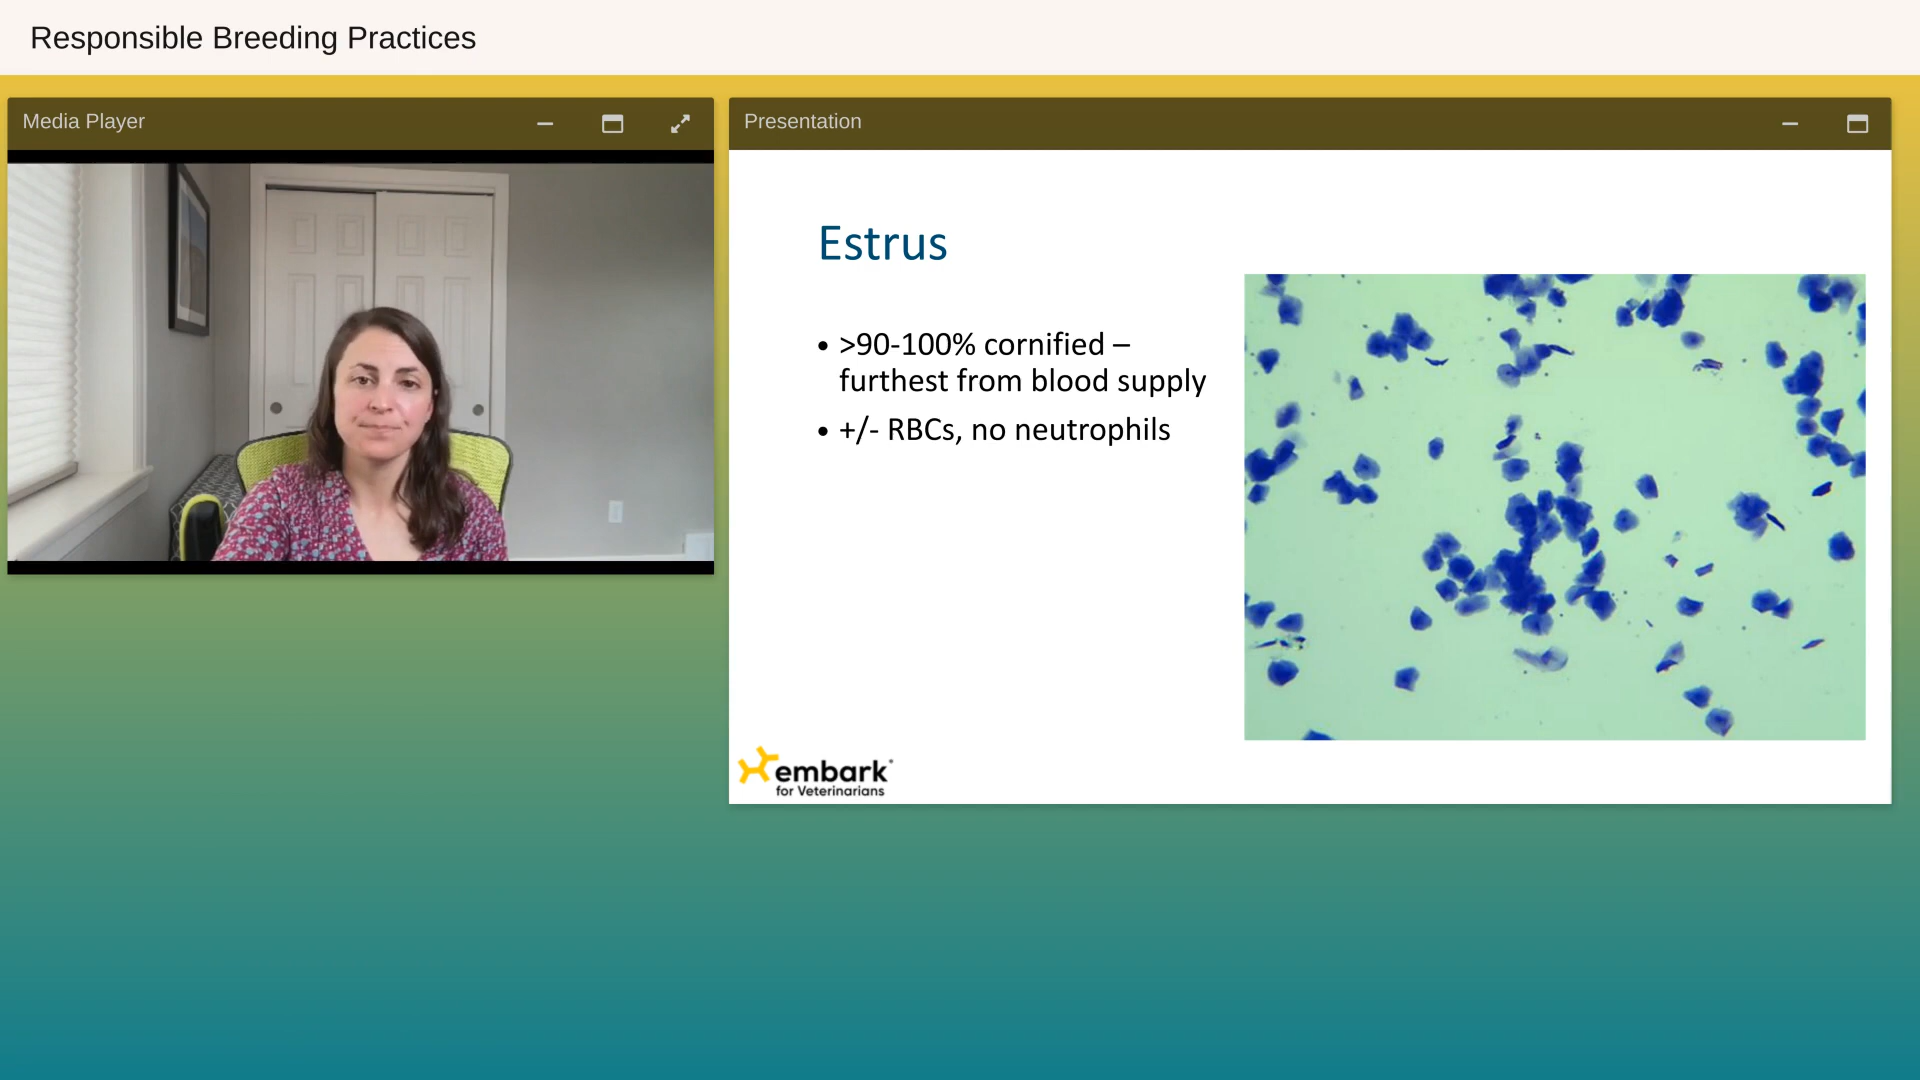 Responsible Breeding Practices
Media Player
Presentation
Estrus
• >90-100% cornified –
furthest from blood supply
• +/- RBCs, no neutrophils
embark
for Veterinarians